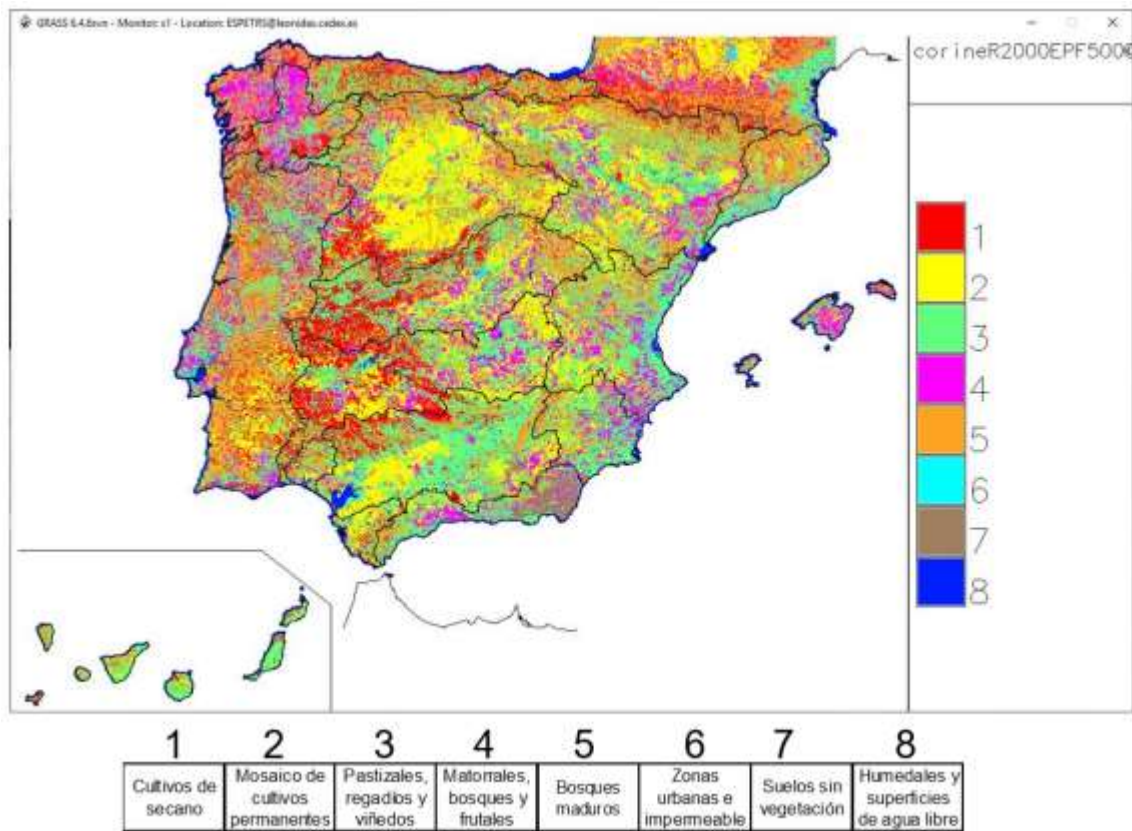 GRASS 6.4.6svn - Monitor: x1 - Location: ESPETRS@leonidas.cedex.es
corineR2000EPF5000
1
2
3
4
5
6
7
8
1 2 3 4 5 6 7 8
Cultivos de Mosaico de Pastizales, Matorrales, Bosques Zonas Suelos sin Humedales y
secano cultivos regadíos y bosques y maduros urbanas e vegetación superficies
permanentes viñedos frutales impermeable de agua libre